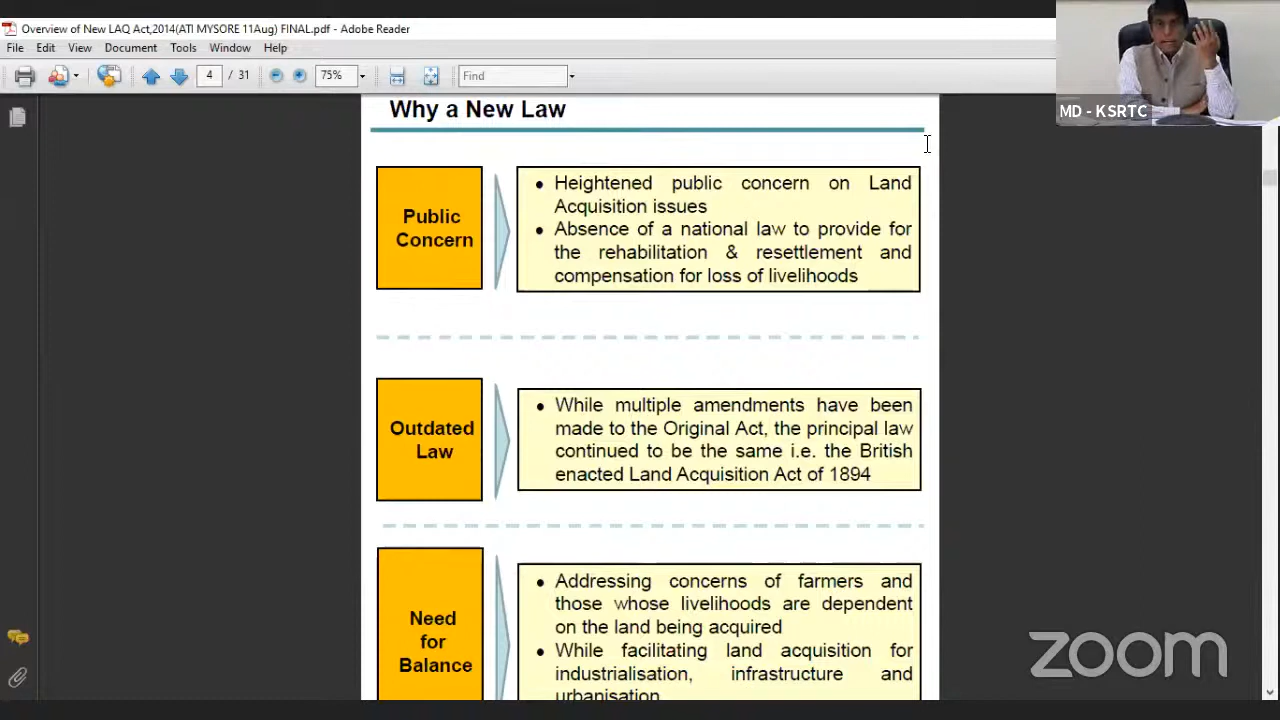 Overview of New LAQ Act,2014(ATI MYSORE 11Aug) FINAL.pdf - Adobe Reader
File Edit View Document Tools Window Help
4 / 31 75% Find
MD - KSRTC
Why a New Law
Public
Concern
• Heightened public concern on Land
Acquisition issues
• Absence of a national law to provide for
the rehabilitation & resettlement and
compensation for loss of livelihoods
Outdated
Law
• While multiple amendments have been
made to the Original Act, the principal law
continued to be the same i.e. the British
enacted Land Acquisition Act of 1894
Need
for
Balance
• Addressing concerns of farmers and
those whose livelihoods are dependent
on the land being acquired
• While facilitating land acquisition for
industrialisation, infrastructure and
urbanisation
zoom